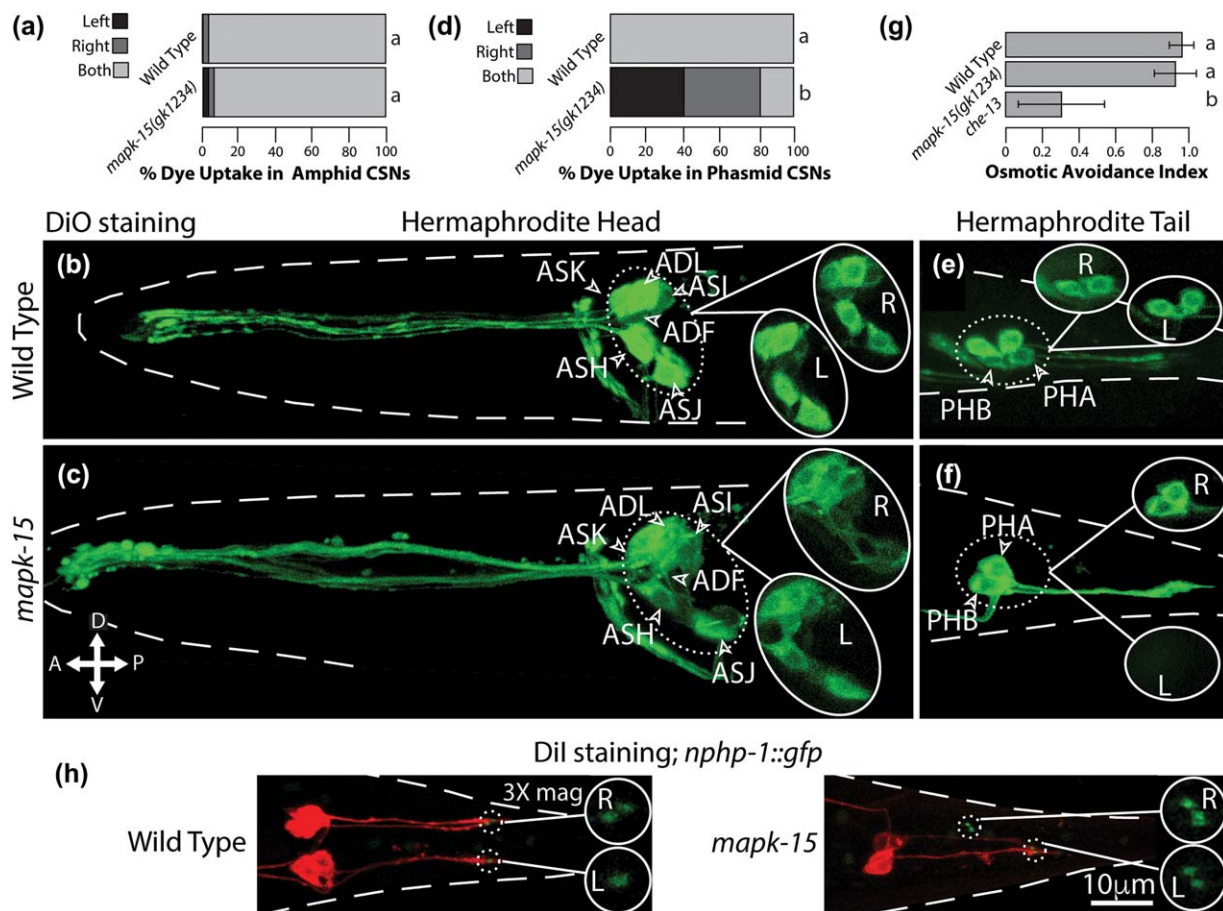 (a)
Left
Right
Both
Wild Type
mapk-15(gk1234)
a
a
0 20 40 60 80 100
% Dye Uptake in Amphid CSNs
(d)
Left
Right
Both
Wild Type
mapk-15(gk1234)
a
b
0 20 40 60 80 100
% Dye Uptake in Phasmid CSNs
(g)
Wild Type
mapk-15(gk1234)
che-13
a
a
b
0 0.2 0.4 0.6 0.8 1.0
Osmotic Avoidance Index
DiO staining
Hermaphrodite Head
Hermaphrodite Tail
Wild Type
(b)
ASK
ADL
ASI
ADF
ASH
ASJ
R
L
(e)
R
L
PHB
PHA
mapk-15
(c)
ADL
ASI
ASK
ADF
ASH
ASJ
R
L
D
A
P
V
(f)
PHA
PHB
R
L
DiI staining; nphp-1::gfp
(h)
Wild Type
3X mag
R
L
mapk-15
R
L
10μm